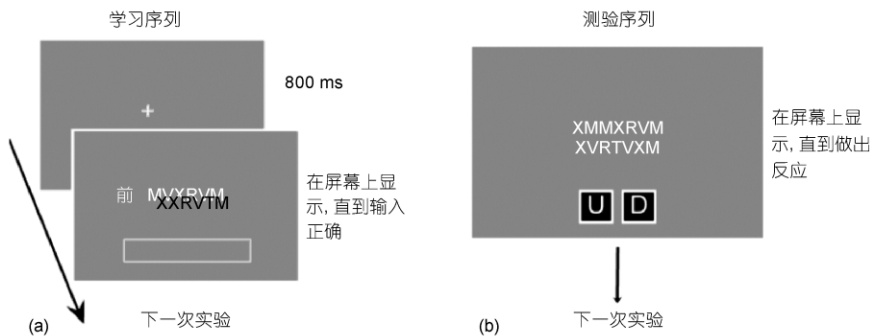 学习序列
800 ms
前 MVXRVM
XXRVTM
在屏幕上显
示, 直到输入
正确
(a)
下一次实验
测验序列
XMMXRVM
XVRTVXM
U D
在屏幕上显
示, 直到做出
反应
(b)
下一次实验